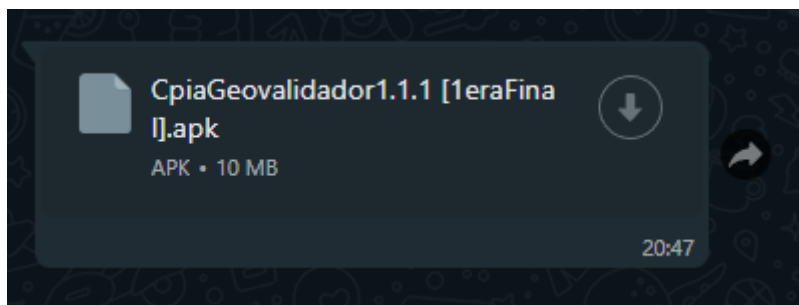 CpiaGeovalidador1.1.1 [1eraFina
l].apk
APK • 10 MB
20:47